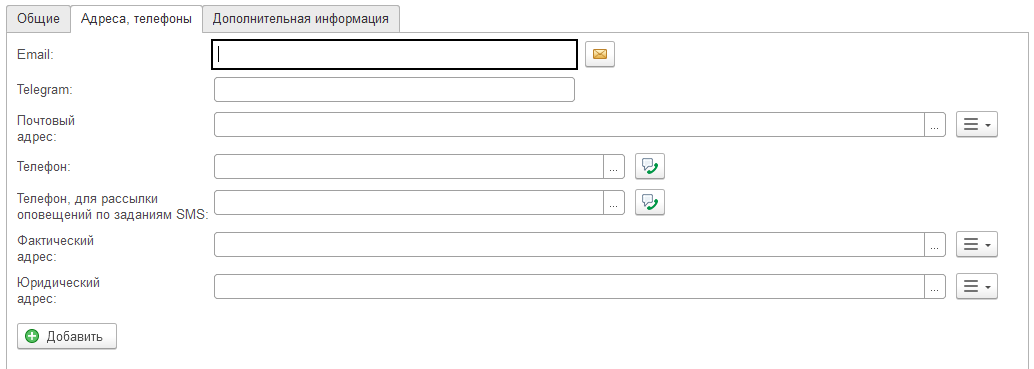 Общие Адреса, телефоны Дополнительная информация
Email:
Telegram:
Почтовый
адрес:
...
Телефон:
...
Телефон, для рассылки
оповещений по заданиям SMS:
...
Фактический
адрес:
...
Юридический
адрес:
...
Добавить